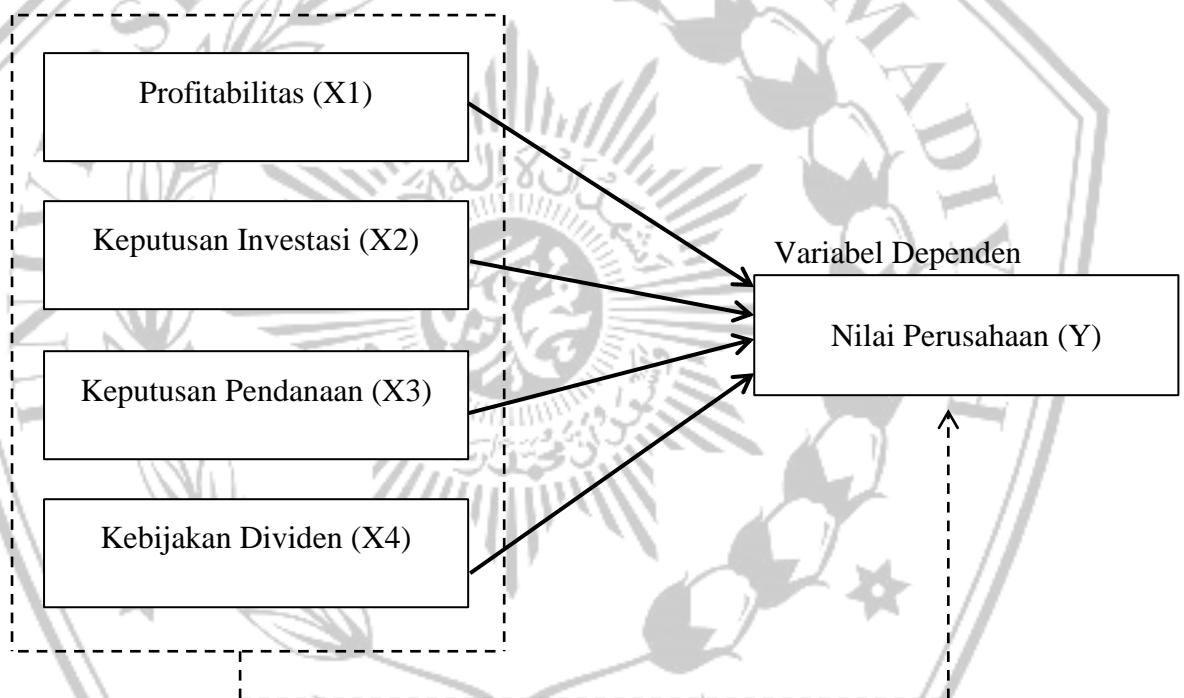 Profitabilitas (X1)
Keputusan Investasi (X2)
Variabel Dependen
Nilai Perusahaan (Y)
Keputusan Pendanaan (X3)
Kebijakan Dividen (X4)